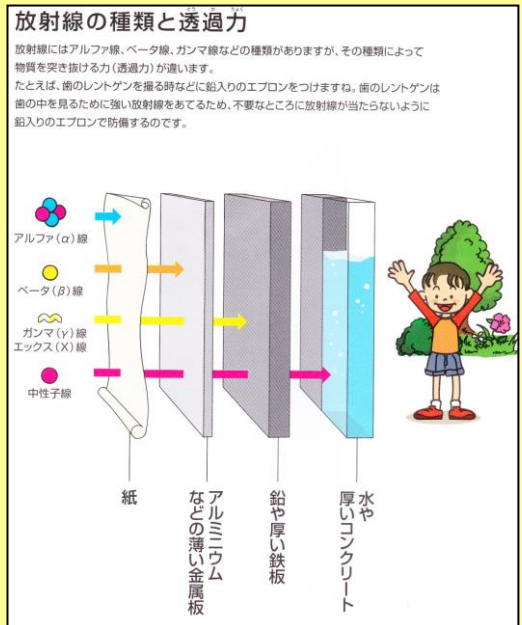 放射線の種類と透過力
とう か りょく
放射線にはアルファ線、ベータ線、ガンマ線などの種類がありますが、その種類によって
物質を突き抜ける力(透過力)が違います。
たとえば、歯のレントゲンを撮る時などに鉛入りのエプロンをつけますね。歯のレントゲンは
歯の中を見るために強い放射線をあてるため、不要なところに放射線が当たらないように
鉛入りのエプロンで防備するのです。
アルファ(α)線
ベータ(β)線
ガンマ(γ)線
エックス(X)線
中性子線
紙
アルミニウム
などの薄い金属板
鉛や厚い鉄板
水や
厚いコンクリート